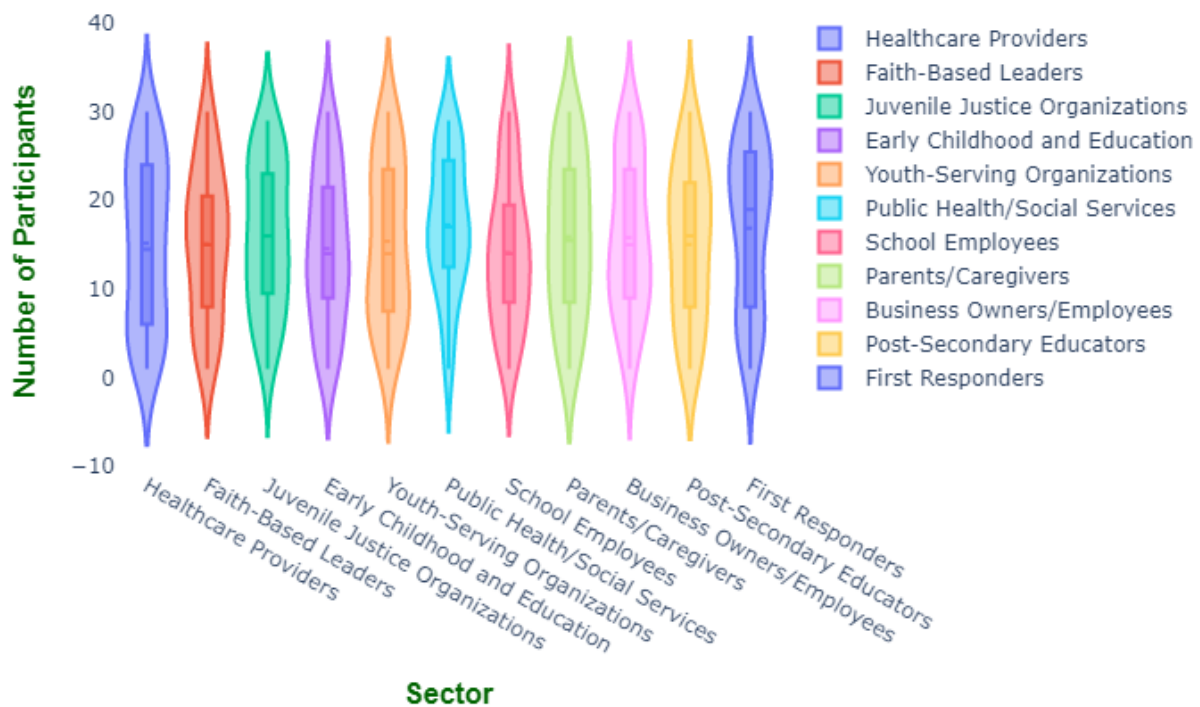 40
30
20
10
0
−10
Number of Participants
Healthcare Providers
Faith-Based Leaders
Juvenile Justice Organizations
Early Childhood and Education
Youth-Serving Organizations
Public Health/Social Services
School Employees
Parents/Caregivers
Business Owners/Employees
Post-Secondary Educators
First Responders
Sector
Healthcare Providers
Faith-Based Leaders
Juvenile Justice Organizations
Early Childhood and Education
Youth-Serving Organizations
Public Health/Social Services
School Employees
Parents/Caregivers
Business Owners/Employees
Post-Secondary Educators
First Responders